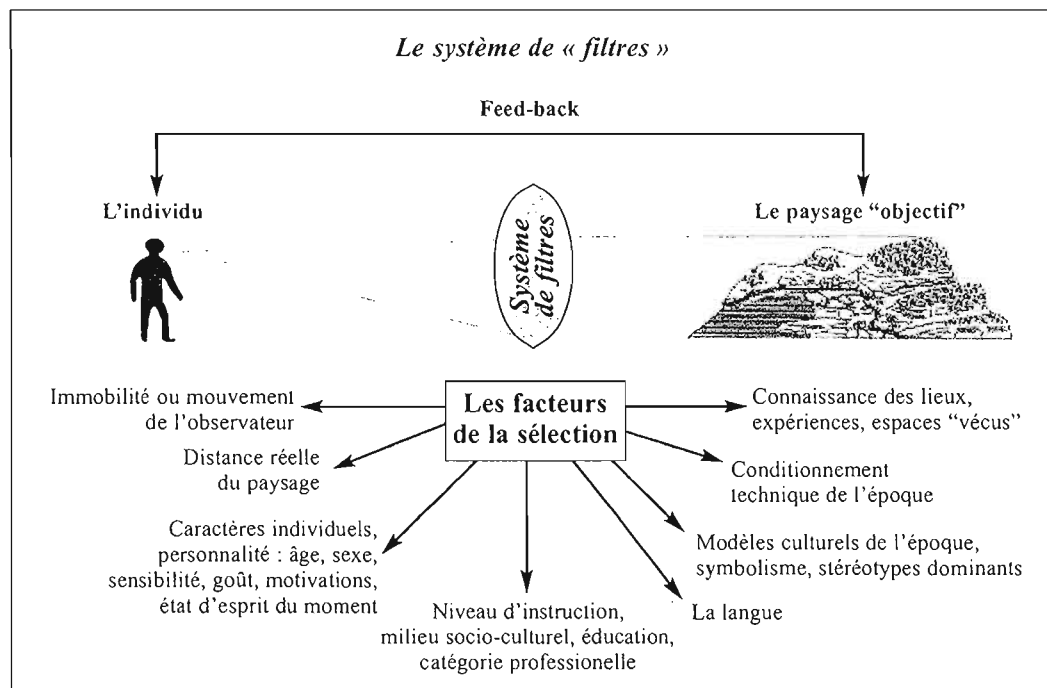 Le système de « filtres »
Feed-back
L'individu
Système
de filtres
Le paysage "objectif"
Les facteurs
de la sélection
Immobilité ou mouvement
de l'observateur
Distance réelle
du paysage
Caractères individuels,
personnalité : âge, sexe,
sensibilité, goût, motivations,
état d'esprit du moment
Niveau d'instruction,
milieu socio-culturel, éducation,
catégorie professionelle
La langue
Modèles culturels de l'époque,
symbolisme, stéréotypes dominants
Conditionnement
technique de l'époque
Connaissance des lieux,
expériences, espaces "vécus"